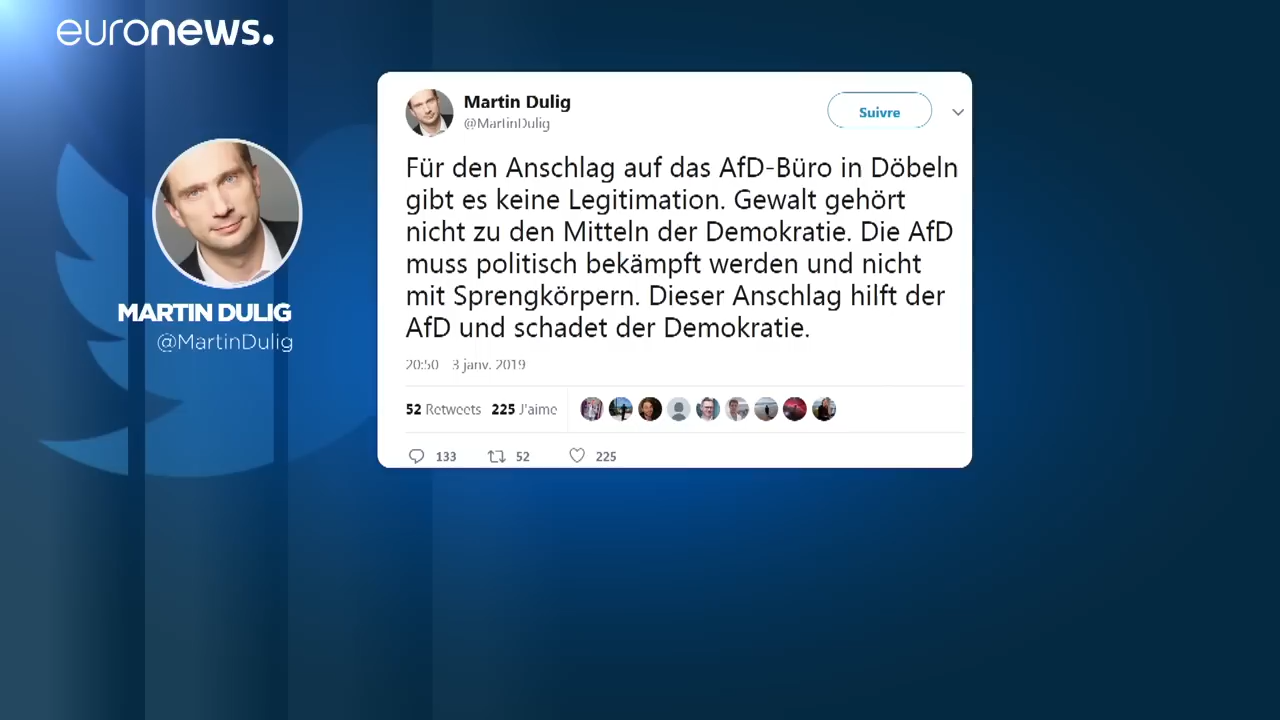 euronews.
Martin Dulig
@MartinDulig
Suivre
Für den Anschlag auf das AfD-Büro in Döbeln
gibt es keine Legitimation. Gewalt gehört
nicht zu den Mitteln der Demokratie. Die AfD
muss politisch bekämpft werden und nicht
mit Sprengkörpern. Dieser Anschlag hilft der
AfD und schadet der Demokratie.
20:50 3 janv. 2019
52 Retweets 225 J'aime
133 52 225
MARTIN DULIG
@MartinDulig